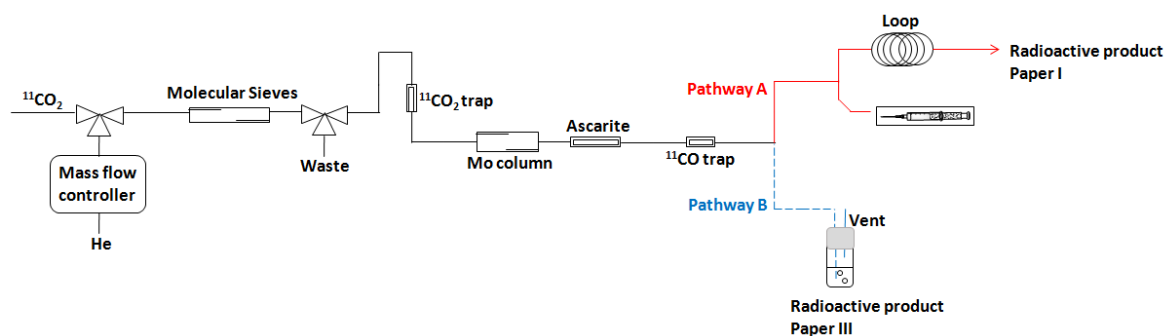 Loop
Radioactive product
Paper I
Pathway A
¹¹CO₂
Molecular Sieves
¹¹CO₂ trap
Ascarite
Waste
Mo column
¹¹CO trap
Mass flow
controller
Pathway B
Vent
He
Radioactive product
Paper III